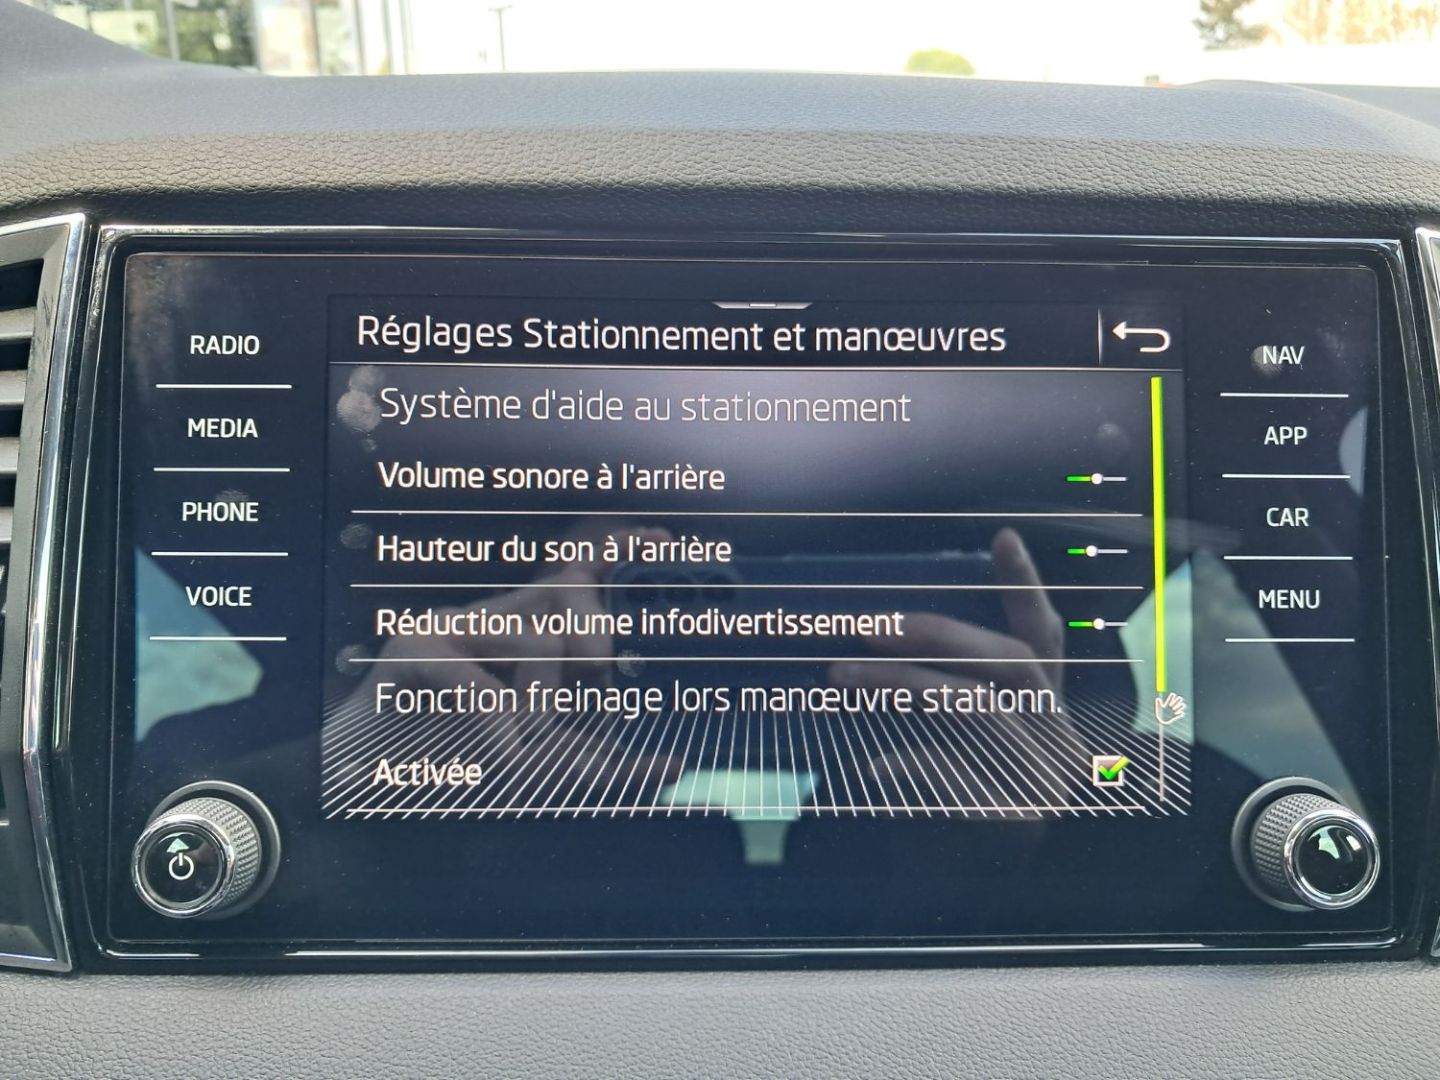 Réglages Stationnement et manœuvres
Système d'aide au stationnement
Volume sonore à l'arrière
Hauteur du son à l'arrière
Réduction volume infodivertissement
Fonction freinage lors manœuvre stationn.
Activée
RADIO
MEDIA
PHONE
VOICE
NAV
APP
CAR
MENU